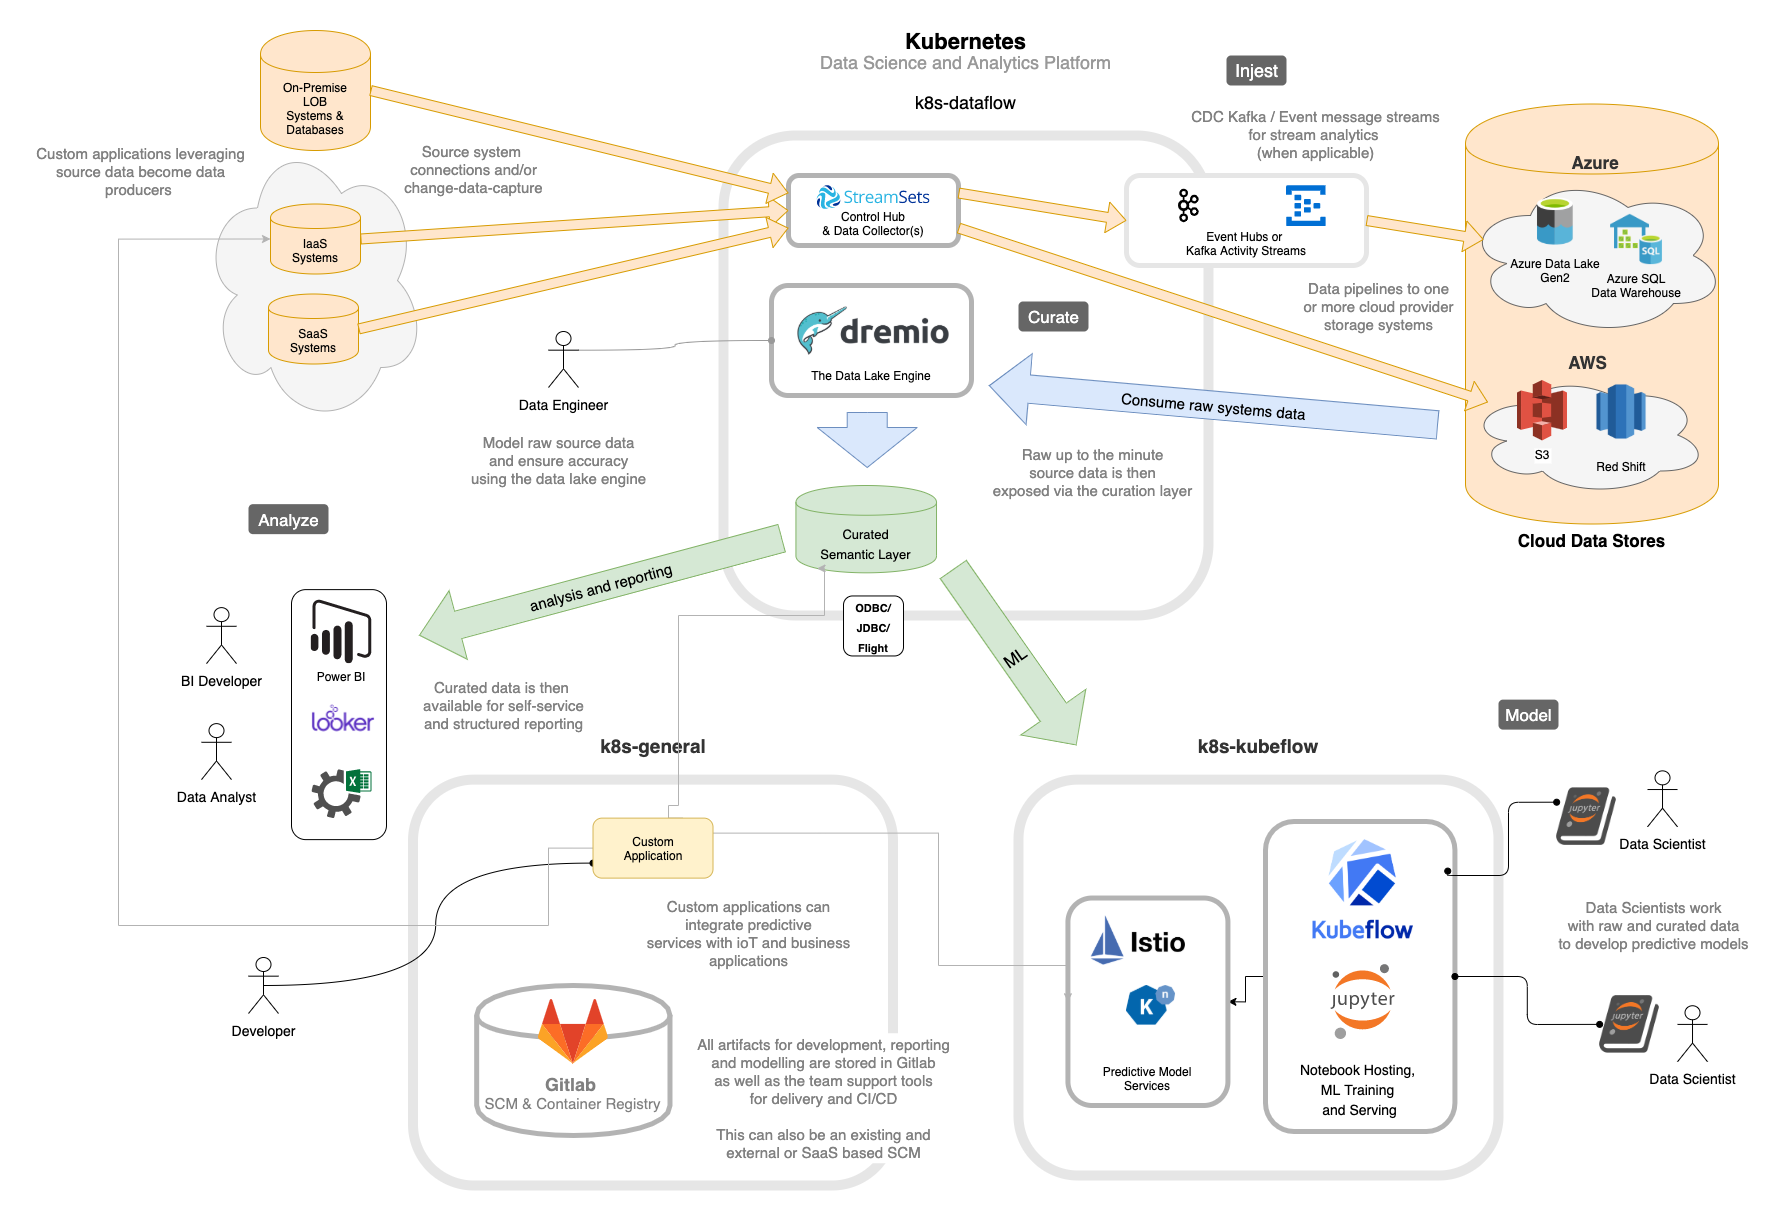 Kubernetes
Data Science and Analytics Platform
k8s-dataflow
Injest
On-Premise
LOB
Systems &
Databases
Custom applications leveraging
source data become data
producers
Source system
connections and/or
change-data-capture
CDC Kafka / Event message streams
for stream analytics
(when applicable)
StreamSets
Control Hub
& Data Collector(s)
Event Hubs or
Kafka Activity Streams
IaaS
Systems
SaaS
Systems
Azure
Azure Data Lake
Gen2
SQL
Azure SQL
Data Warehouse
Data pipelines to one
or more cloud provider
storage systems
AWS
S3
Red Shift
Cloud Data Stores
Curate
dremio
The Data Lake Engine
Data Engineer
Model raw source data
and ensure accuracy
using the data lake engine
Consume raw systems data
Raw up to the minute
source data is then
exposed via the curation layer
Analyze
Curated
Semantic Layer
analysis and reporting
ODBC/
JDBC/
Flight
ML
BI Developer
Power BI
looker
X
Data Analyst
Curated data is then
available for self-service
and structured reporting
k8s-general
k8s-kubeflow
Model
Custom
Application
Custom applications can
integrate predictive
services with ioT and business
applications
Developer
Gitlab
SCM & Container Registry
All artifacts for development, reporting
and modelling are stored in Gitlab
as well as the team support tools
for delivery and CI/CD
This can also be an existing and
external or SaaS based SCM
Istio
K
n
Predictive Model
Services
Kubeflow
jupyter
Notebook Hosting,
ML Training
and Serving
jupyter
Data Scientist
Data Scientists work
with raw and curated data
to develop predictive models
jupyter
Data Scientist